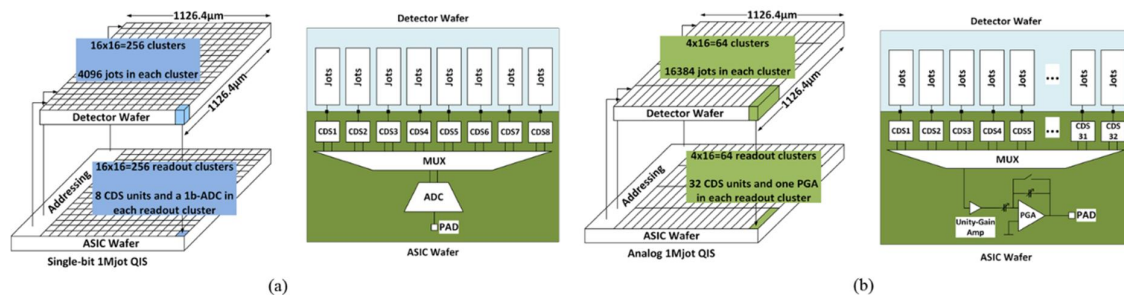 1126.4μm
16x16=256 clusters
4096 jots in each cluster
1126.4μm
Detector Wafer
Addressing
16x16=256 readout clusters
8 CDS units and a 1b-ADC in
each readout cluster
ASIC Wafer
Single-bit 1Mjot QIS
Detector Wafer
Jots Jots Jots Jots Jots Jots Jots Jots
CDS1 CDS2 CDS3 CDS4 CDS5 CDS6 CDS7 CDS8
MUX
ADC
PAD
ASIC Wafer
(a)
1126.4μm
4x16=64 clusters
16384 jots in each cluster
1126.4μm
Detector Wafer
Addressing
4x16=64 readout clusters
32 CDS units and one PGA
in each readout cluster
ASIC Wafer
Analog 1Mjot QIS
Detector Wafer
Jots Jots Jots Jots Jots ... Jots Jots
CDS1 CDS2 CDS3 CDS4 CDS5 ... CDS CDS
31 32
MUX
Unity-Gain
Amp
PGA
PAD
ASIC Wafer
(b)